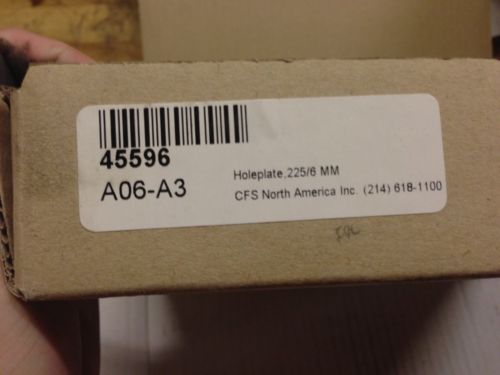 45596
A06-A3
Holeplate,225/6 MM
CFS North America Inc. (214) 618-1100